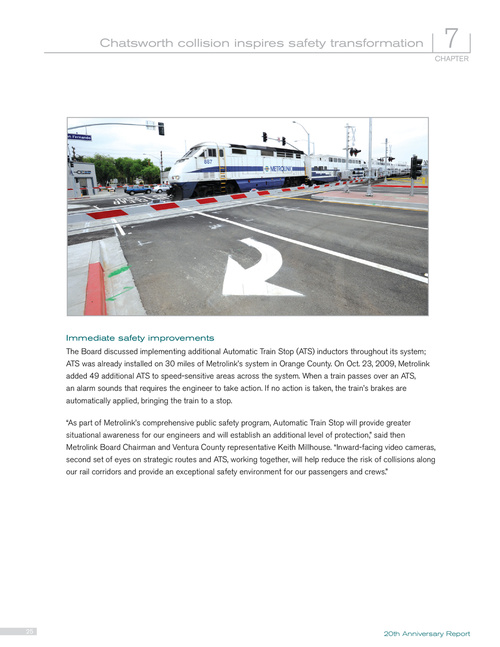 Chatsworth collision inspires safety transformation
7
CHAPTER
887
METROLINK
Immediate safety improvements
The Board discussed implementing additional Automatic Train Stop (ATS) inductors throughout its system;
ATS was already installed on 30 miles of Metrolink's system in Orange County. On Oct. 23, 2009, Metrolink
added 49 additional ATS to speed-sensitive areas across the system. When a train passes over an ATS,
an alarm sounds that requires the engineer to take action. If no action is taken, the train's brakes are
automatically applied, bringing the train to a stop.
"As part of Metrolink's comprehensive public safety program, Automatic Train Stop will provide greater
situational awareness for our engineers and will establish an additional level of protection," said then
Metrolink Board Chairman and Ventura County representative Keith Millhouse. "Inward-facing video cameras,
second set of eyes on strategic routes and ATS, working together, will help reduce the risk of collisions along
our rail corridors and provide an exceptional safety environment for our passengers and crews."
25
20th Anniversary Report